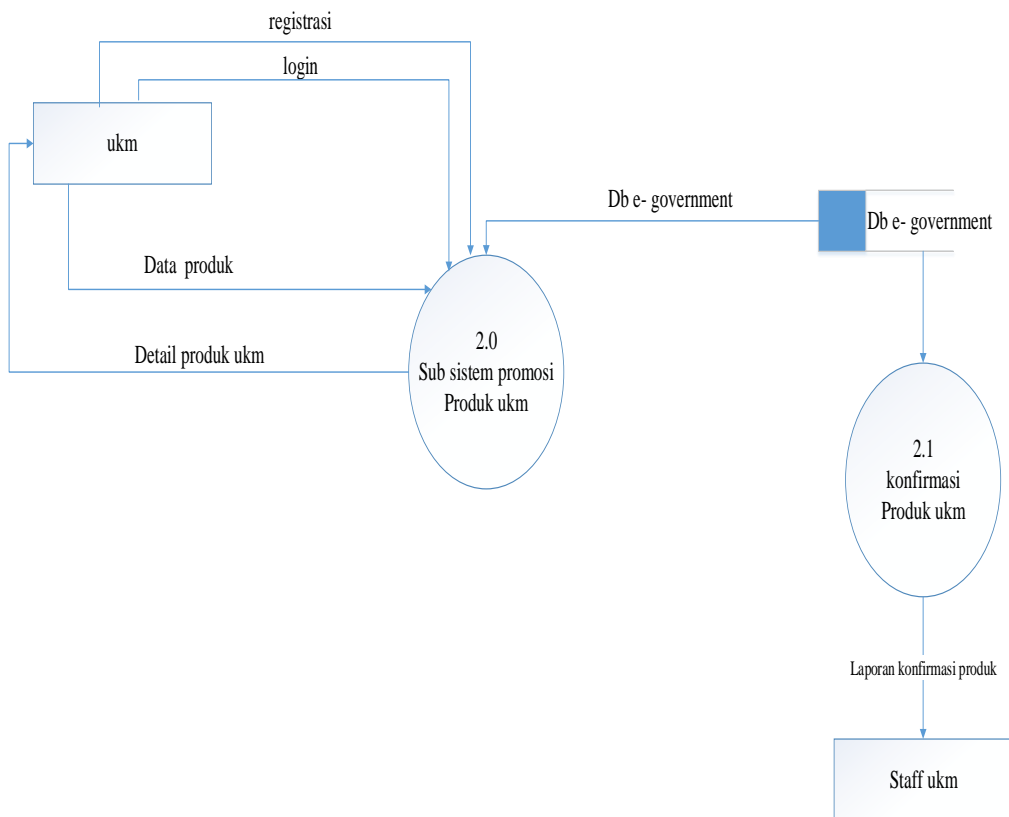 registrasi
login
ukm
Db e- government
Db e- government
Data  produk
Detail produk ukm
2.0
Sub sistem promosi
Produk ukm
2.1
konfirmasi
Produk ukm
Laporan konfirmasi produk
Staff ukm